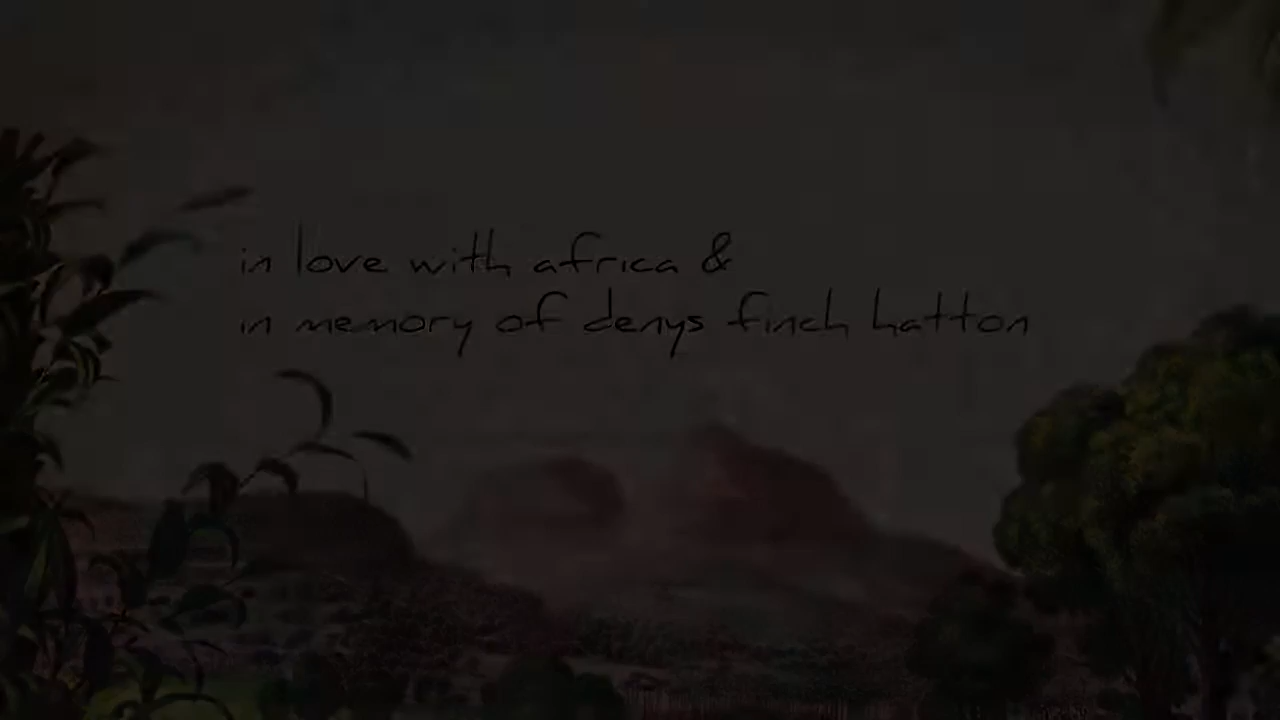 in love with africa &
in memory of denys finch hatton